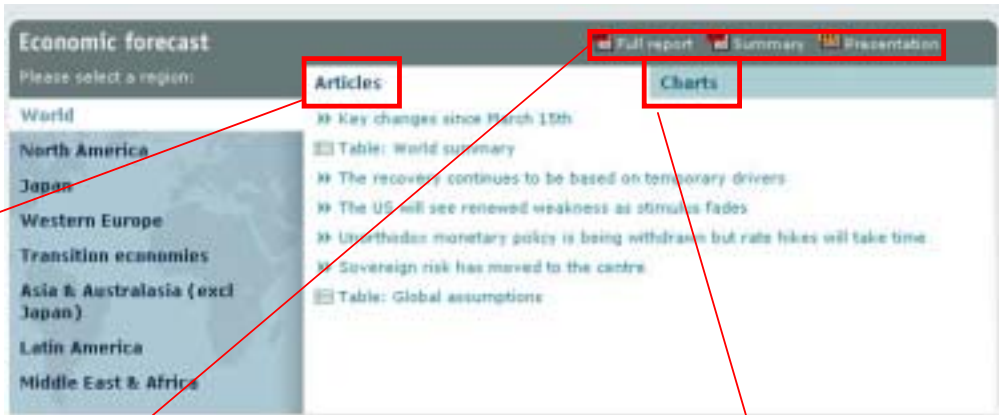 Economic forecast
Full report Summary Presentation
Please select a region:
Articles
Charts
World
North America
Japan
Western Europe
Transition economies
Asia & Australasia (excl
Japan)
Latin America
Middle East & Africa
Key changes since March 15th
Table: World summary
The recovery continues to be based on temporary drivers
The US will see renewed weakness as stimulus fades
Unorthodox monetary policy is being withdrawn but rate hikes will take time
Sovereign risk has moved to the centre
Table: Global assumptions